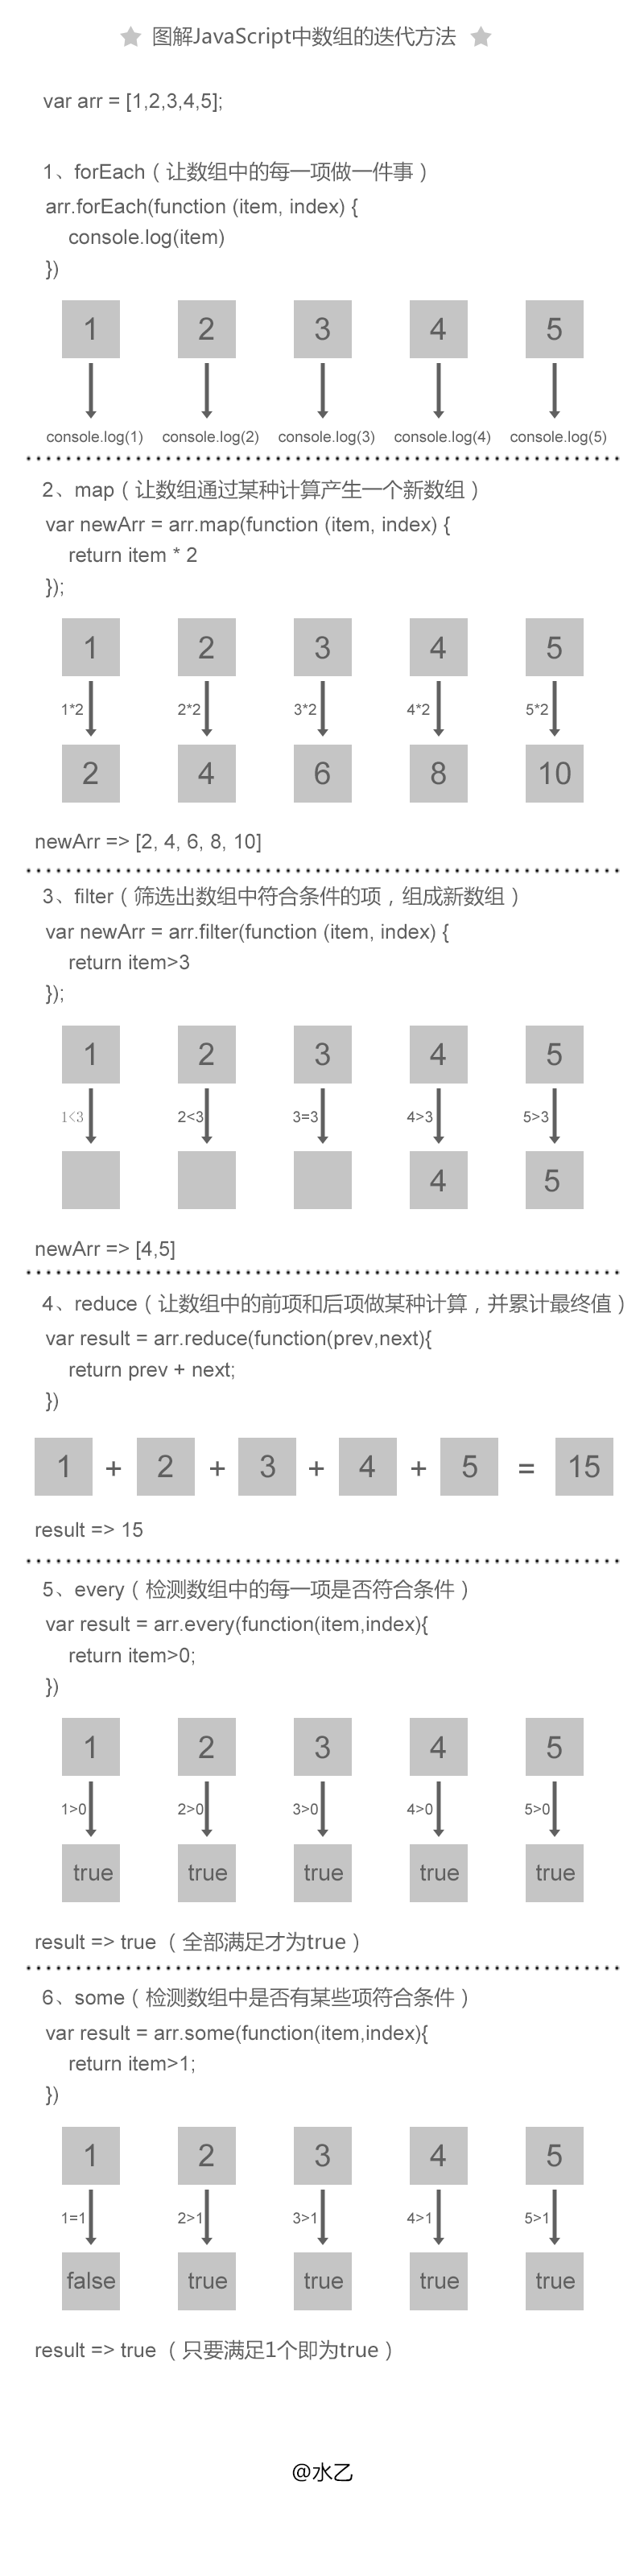 图解JavaScript中数组的迭代方法
var arr = [1,2,3,4,5];
1、forEach（让数组中的每一项做一件事）
arr.forEach(function (item, index) {
console.log(item)
})
1 2 3 4 5
console.log(1) console.log(2) console.log(3) console.log(4) console.log(5)
2、map（让数组通过某种计算产生一个新数组）
var newArr = arr.map(function (item, index) {
return item * 2
});
1 2 3 4 5
1*2 2*2 3*2 4*2 5*2
2 4 6 8 10
newArr => [2, 4, 6, 8, 10]
3、filter（筛选出数组中符合条件的项，组成新数组）
var newArr = arr.filter(function (item, index) {
return item>3
});
1 2 3 4 5
1<3 2<3 3=3 4>3 5>3
4 5
newArr => [4,5]
4、reduce（让数组中的前项和后项做某种计算，并累计最终值）
var result = arr.reduce(function(prev,next){
return prev + next;
})
1 + 2 + 3 + 4 + 5 = 15
result => 15
5、every（检测数组中的每一项是否符合条件）
var result = arr.every(function(item,index){
return item>0;
})
1 2 3 4 5
1>0 2>0 3>0 4>0 5>0
true true true true true
result => true （全部满足才为true）
6、some（检测数组中是否有某些项符合条件）
var result = arr.some(function(item,index){
return item>1;
})
1 2 3 4 5
1=1 2>1 3>1 4>1 5>1
false true true true true
result => true （只要满足1个即为true）
@水乙